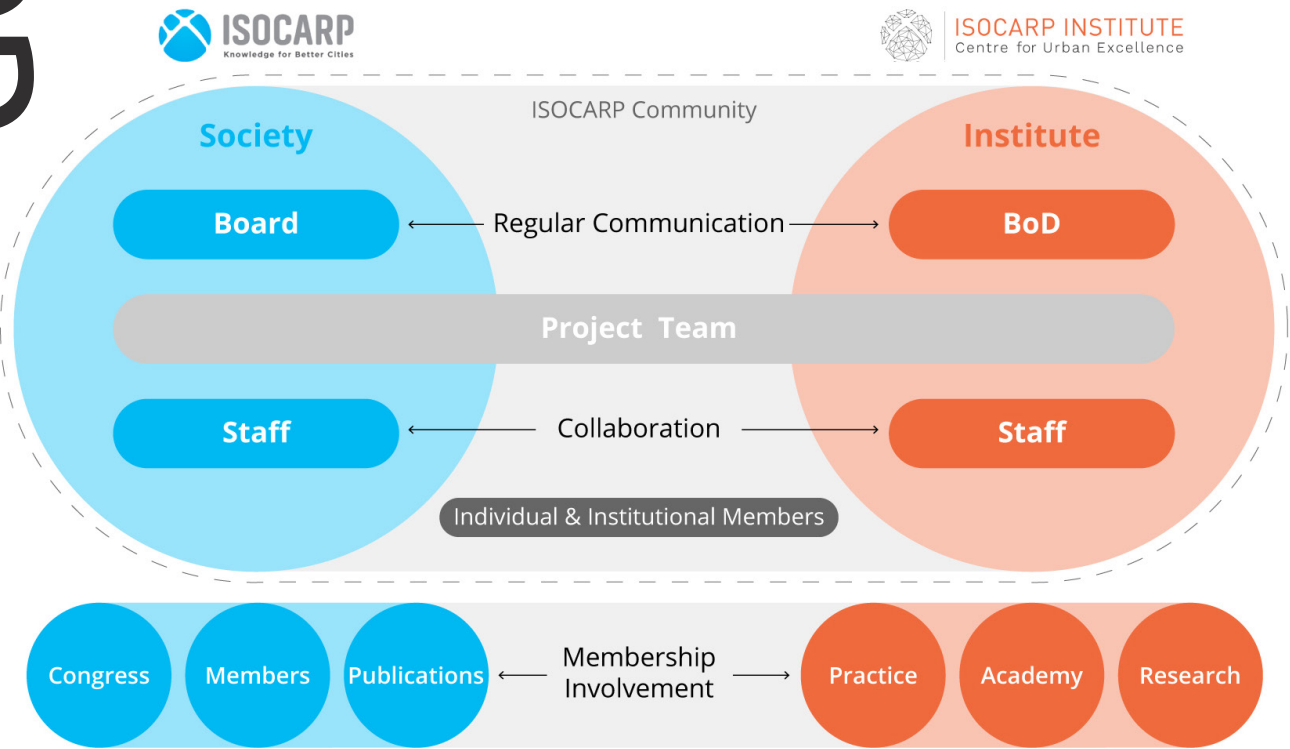 ISOCARP
Knowledge for Better Cities
ISOCARP INSTITUTE
Centre for Urban Excellence
ISOCARP Community
Society
Institute
Board
Regular Communication
BoD
Project Team
Staff
Collaboration
Staff
Individual & Institutional Members
Congress
Members
Publications
Membership
Involvement
Practice
Academy
Research